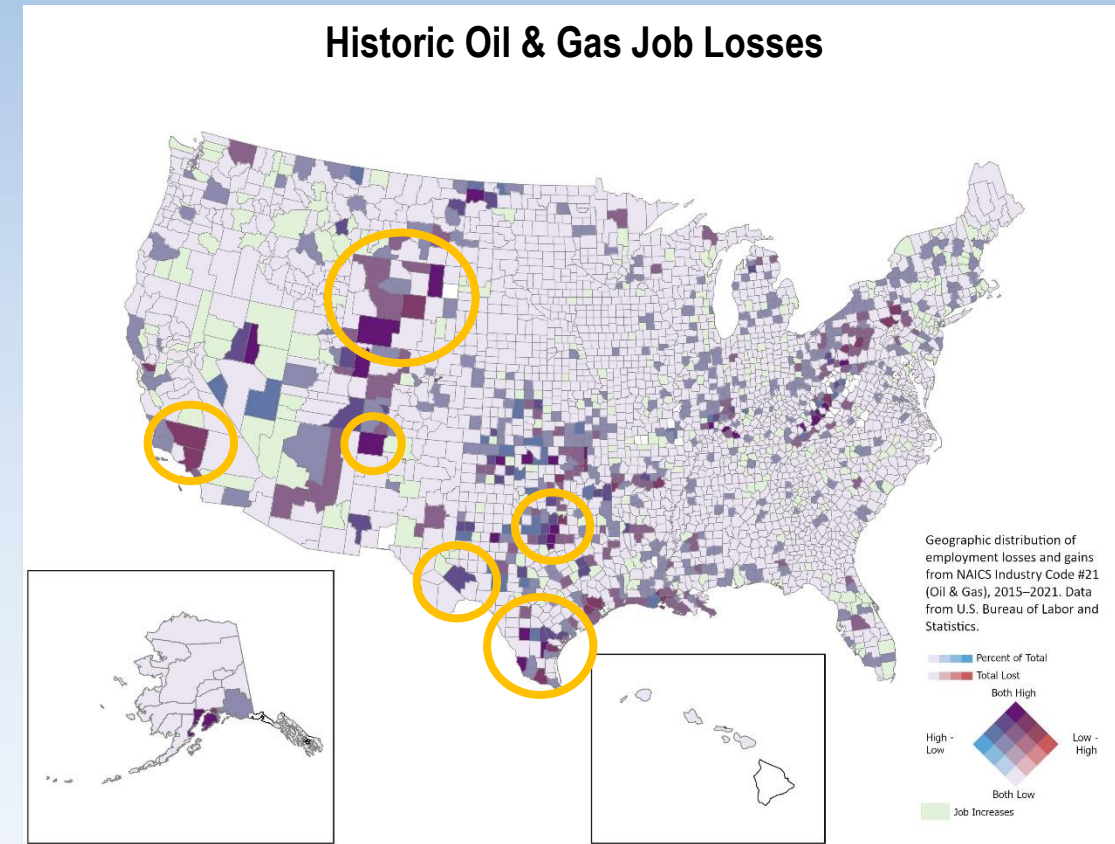 Historic Oil & Gas Job Losses
Geographic distribution of
employment losses and gains
from NAICS Industry Code #21
(Oil & Gas), 2015–2021. Data
from U.S. Bureau of Labor and
Statistics.
Percent of Total
Total Lost
Both High
High -
Low
Low -
High
Both Low
Job Increases